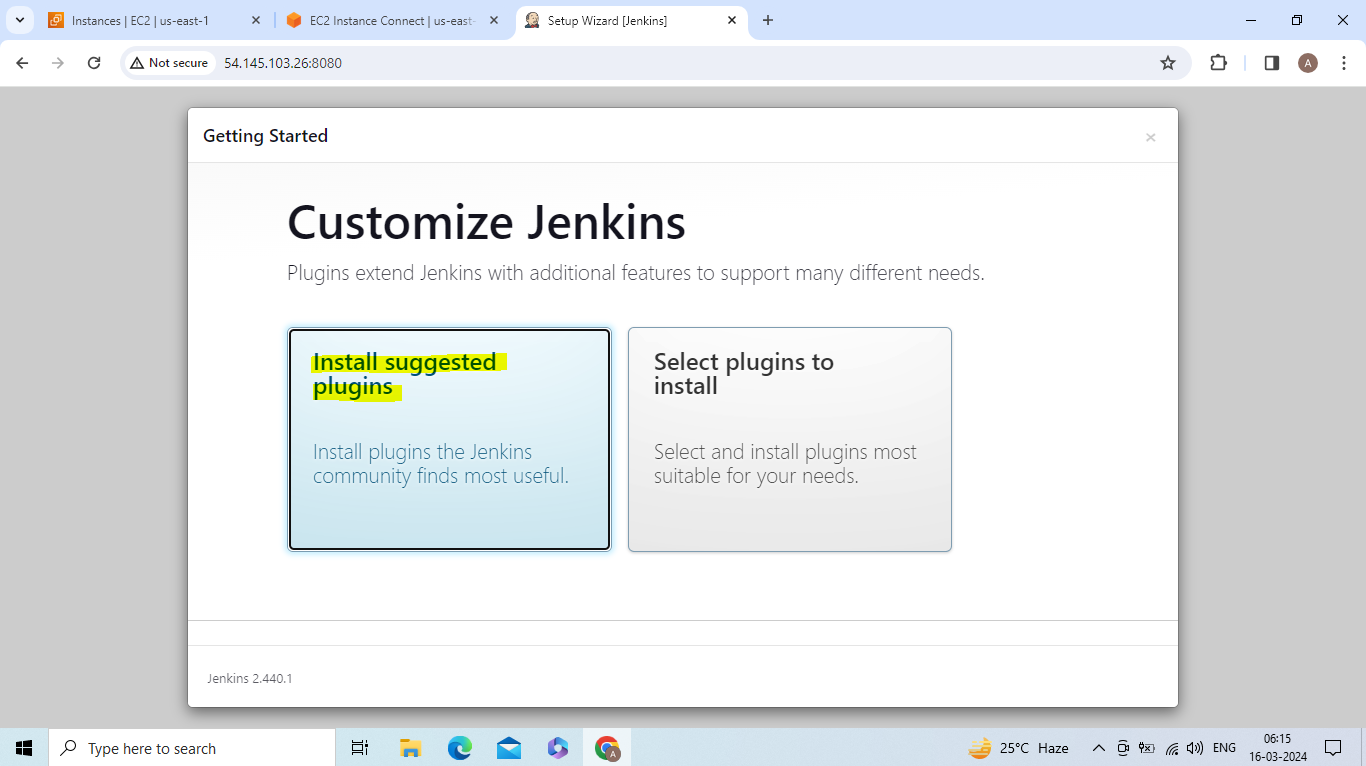 Instances | EC2 | us-east-1
EC2 Instance Connect | us-east-
Setup Wizard [Jenkins]
Not secure
54.145.103.26:8080
A
Getting Started
Customize Jenkins
Plugins extend Jenkins with additional features to support many different needs.
Install suggested
plugins
Install plugins the Jenkins
community finds most useful.
Select plugins to
install
Select and install plugins most
suitable for your needs.
Jenkins 2.440.1
Type here to search
A
25°C Haze
ENG
06:15
16-03-2024